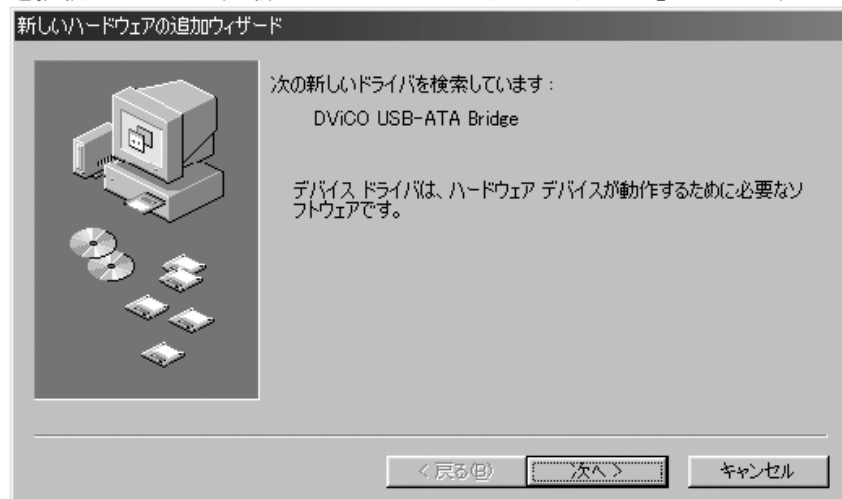 新しいハードウェアの追加ウィザード
次の新しいドライバを検索しています：
DViCO USB-ATA Bridge
デバイス ドライバは、ハードウェア デバイスが動作するために必要なソ
フトウェアです。
< 戻る(B)
次へ >
キャンセル